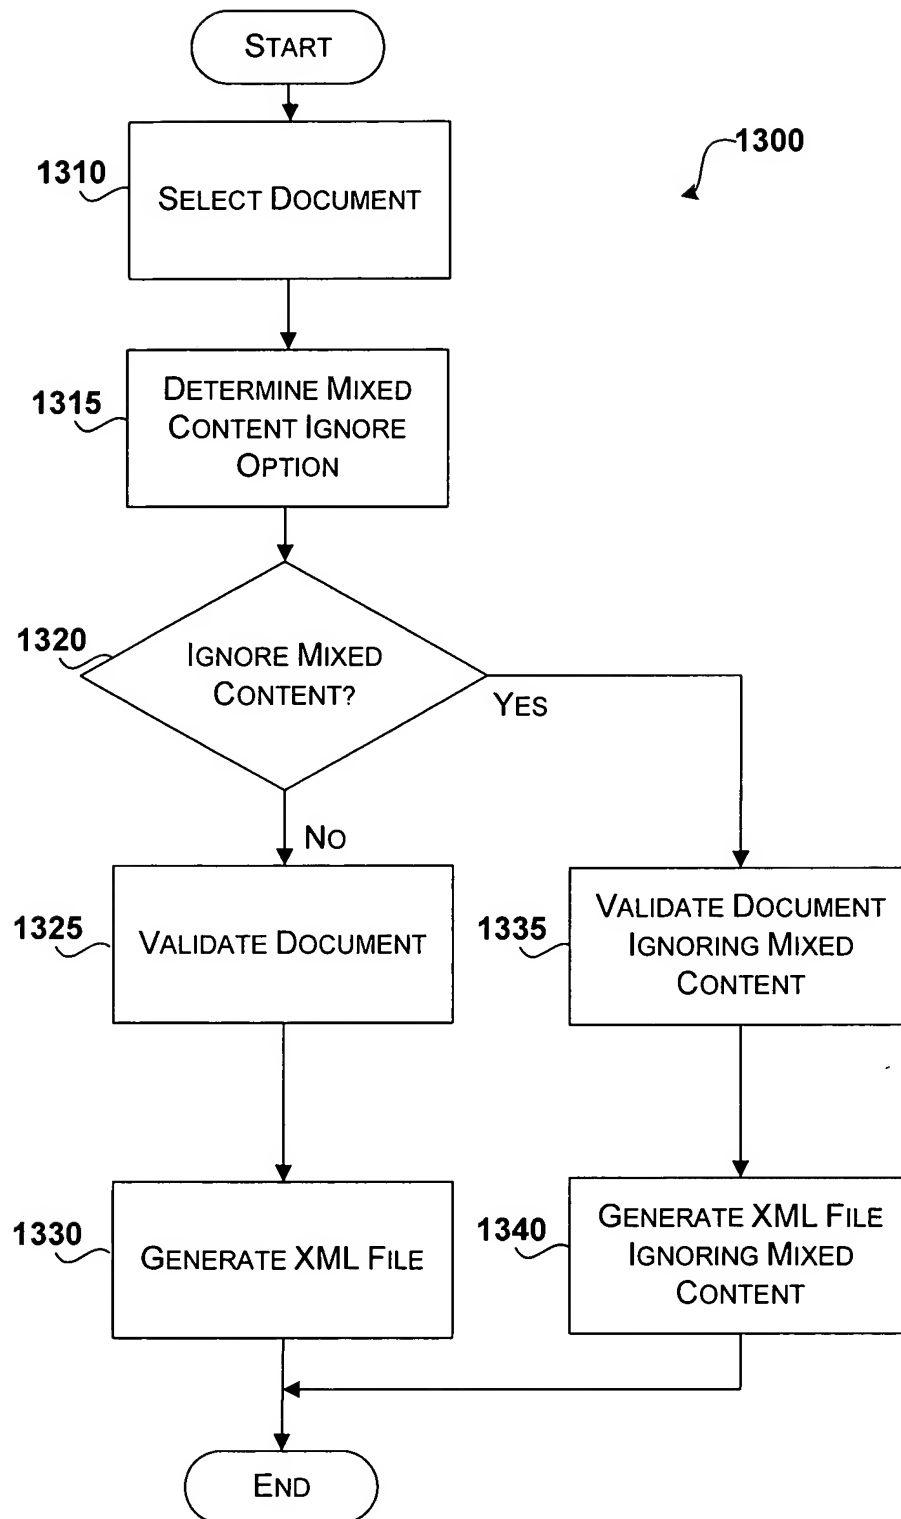 START
1300
1310
SELECT DOCUMENT
1315
DETERMINE MIXED
CONTENT IGNORE
OPTION
1320
IGNORE MIXED
CONTENT?
YES
NO
1325
VALIDATE DOCUMENT
1335
VALIDATE DOCUMENT
IGNORING MIXED
CONTENT
1330
GENERATE XML FILE
1340
GENERATE XML FILE
IGNORING MIXED
CONTENT
END